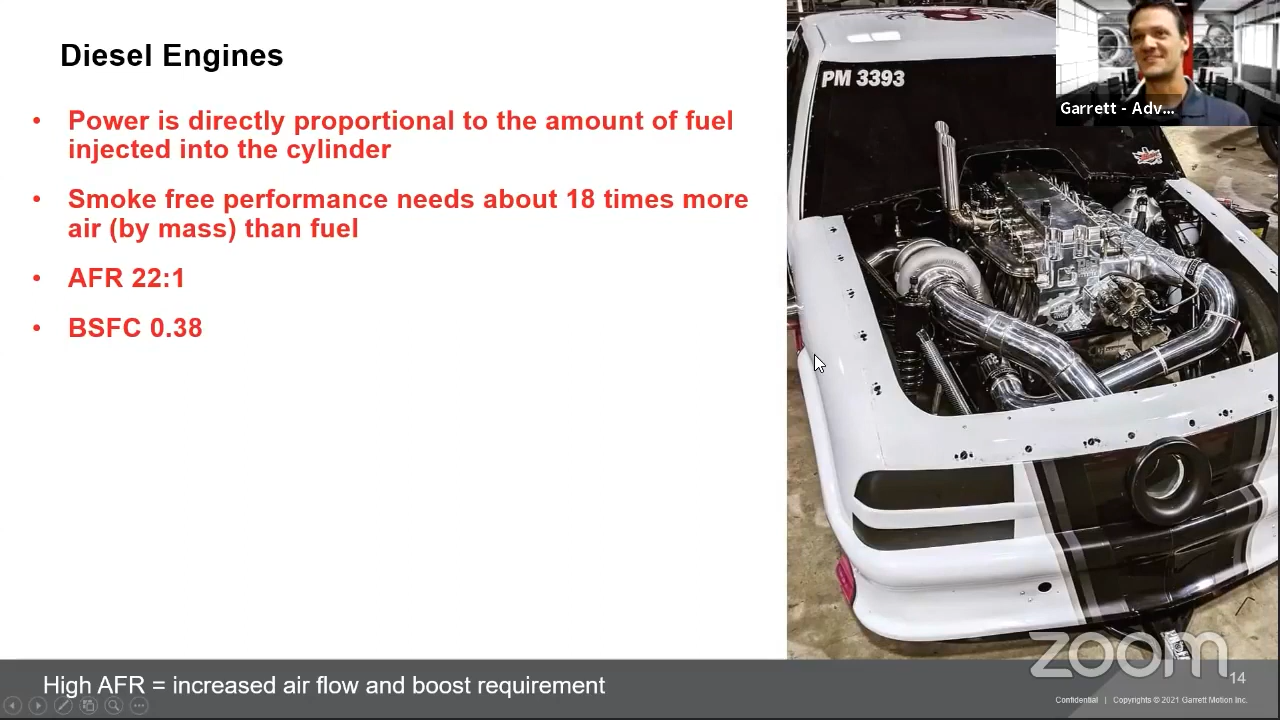 Diesel Engines
• Power is directly proportional to the amount of fuel
injected into the cylinder
• Smoke free performance needs about 18 times more
air (by mass) than fuel
• AFR 22:1
• BSFC 0.38
PM 3393
Garrett - Adv...
High AFR = increased air flow and boost requirement
zoom
14
Confidential | Copyrights © 2021 Garrett Motion Inc.